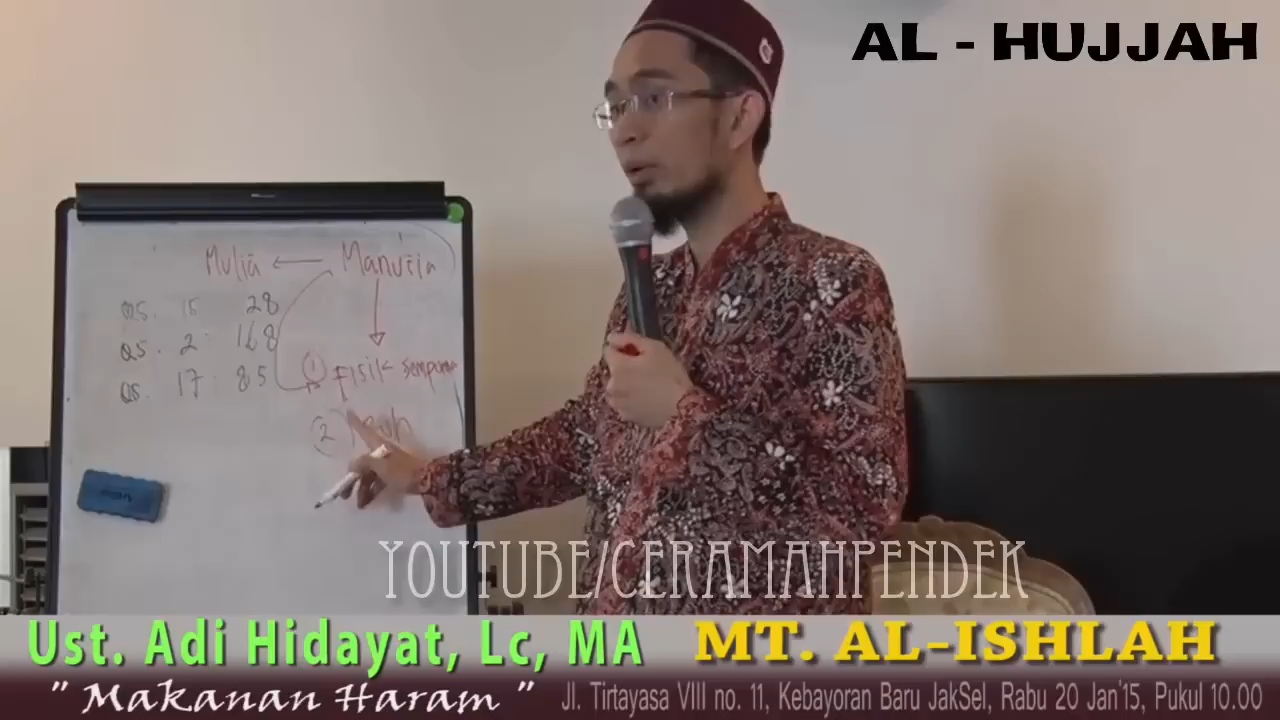 AL - HUJJAH
Mulia ← Manusia
QS. 15 28
QS. 2 : 168
QS. 17 : 85
① Fisik sempurna
②
YOUTUBE/CERAMAHPENDEK
Ust. Adi Hidayat, Lc, MA
MT. AL-ISHLAH
" Makanan Haram "
Jl. Tirtayasa VIII no. 11, Kebayoran Baru JakSel, Rabu 20 Jan'15, Pukul 10.00